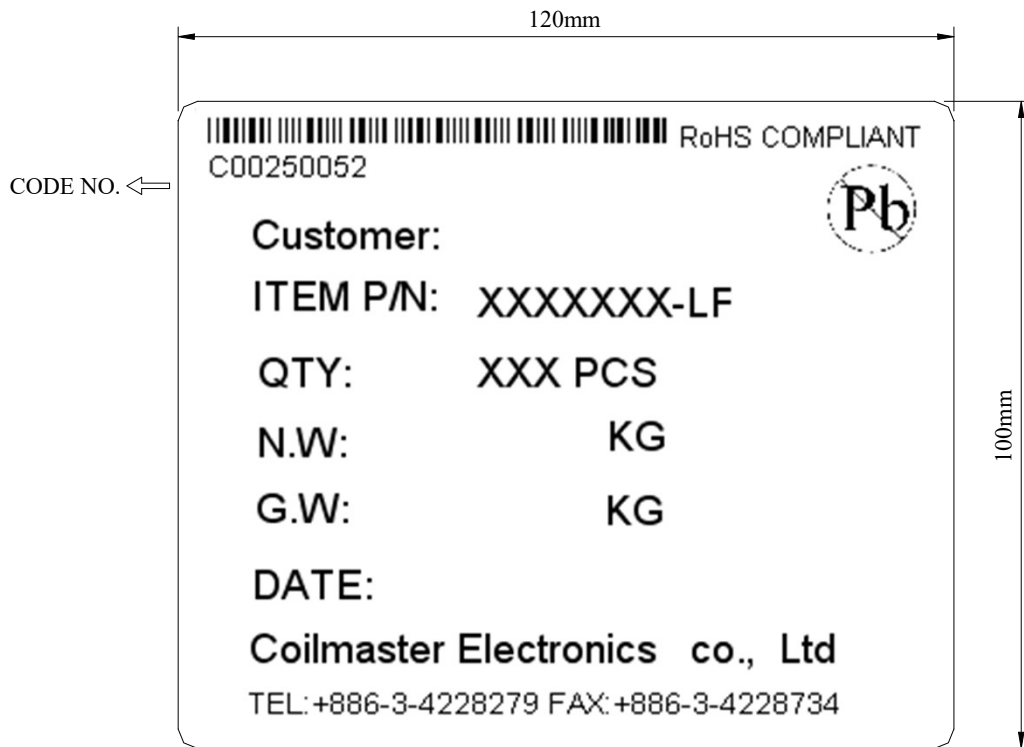 120mm
RoHS COMPLIANT
C00250052
CODE NO.
Pb
Customer:
ITEM P/N: XXXXXXX-LF
QTY: XXX PCS
N.W: KG
100mm
G.W: KG
DATE:
Coilmaster Electronics co., Ltd
TEL:+886-3-4228279 FAX:+886-3-4228734